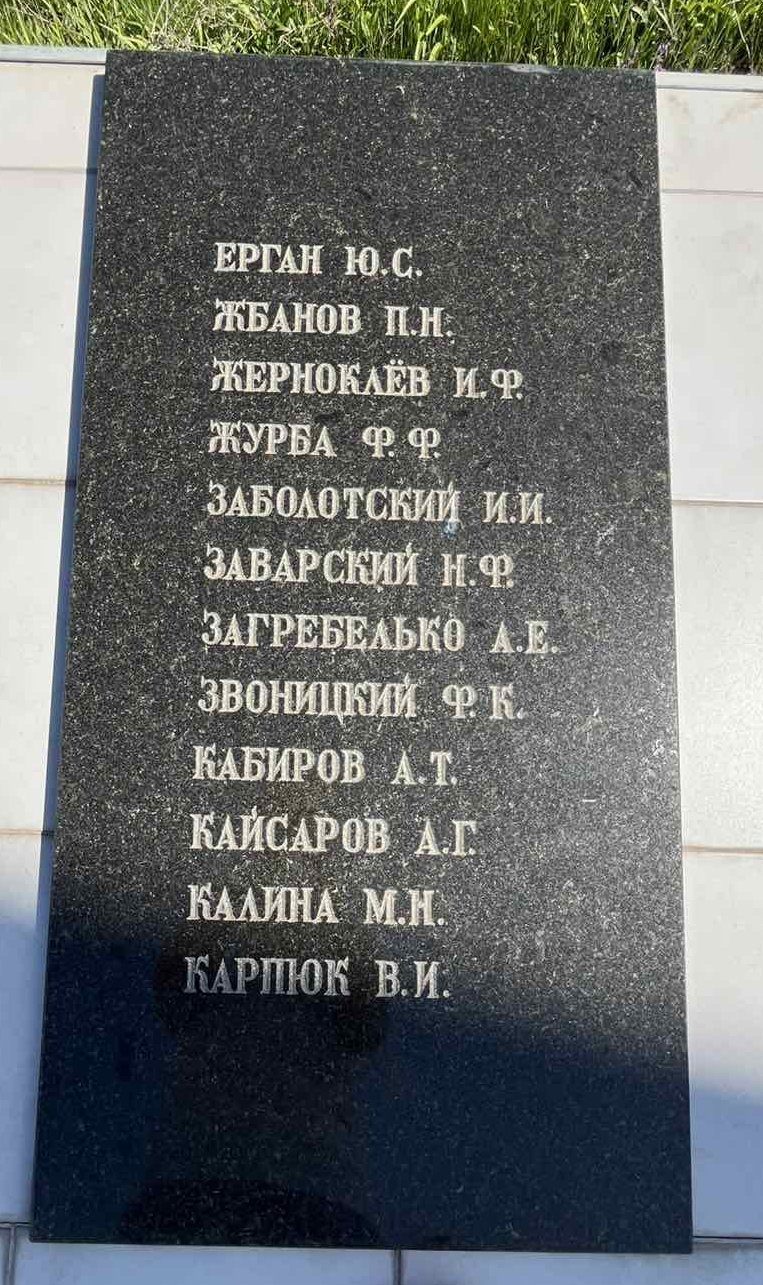 ЕРГАН Ю.С.
ЖБАНОВ П.Н.
ЖЕРНОКЛЁВ И.Ф.
ЖУРБА Ф.Ф.
ЗАБОЛОТСКИЙ И.И.
ЗАВАРСКИЙ Н.Ф.
ЗАГРЕБЕЛЬКО А.Е.
ЗВОНИЦКИЙ Ф.К.
КАБИРОВ А.Т.
КАЙСАРОВ А.Г.
КАЛИНА М.Н.
КАРПЮК В.И.